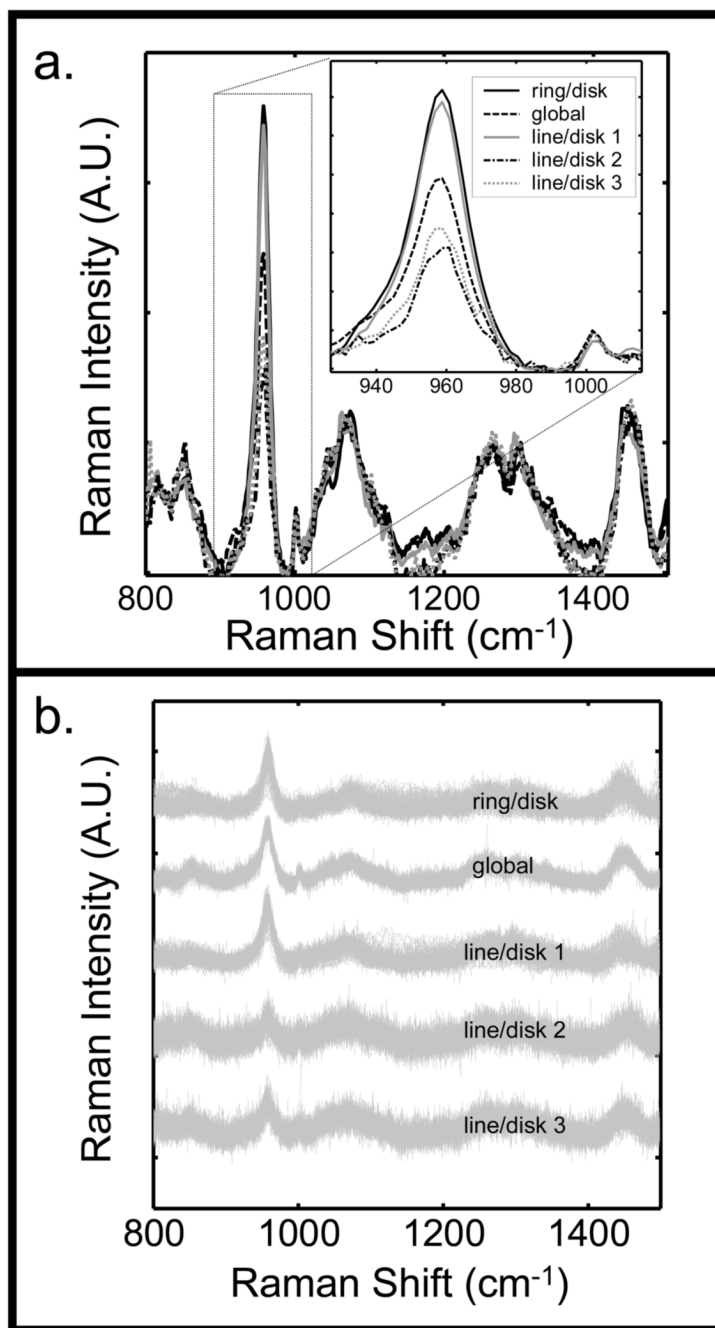 a.
Raman Intensity (A.U.)
ring/disk
global
line/disk 1
line/disk 2
line/disk 3
940 960 980 1000
800 1000 1200 1400
Raman Shift (cm-1)
b.
Raman Intensity (A.U.)
ring/disk
global
line/disk 1
line/disk 2
line/disk 3
800 1000 1200 1400
Raman Shift (cm-1)